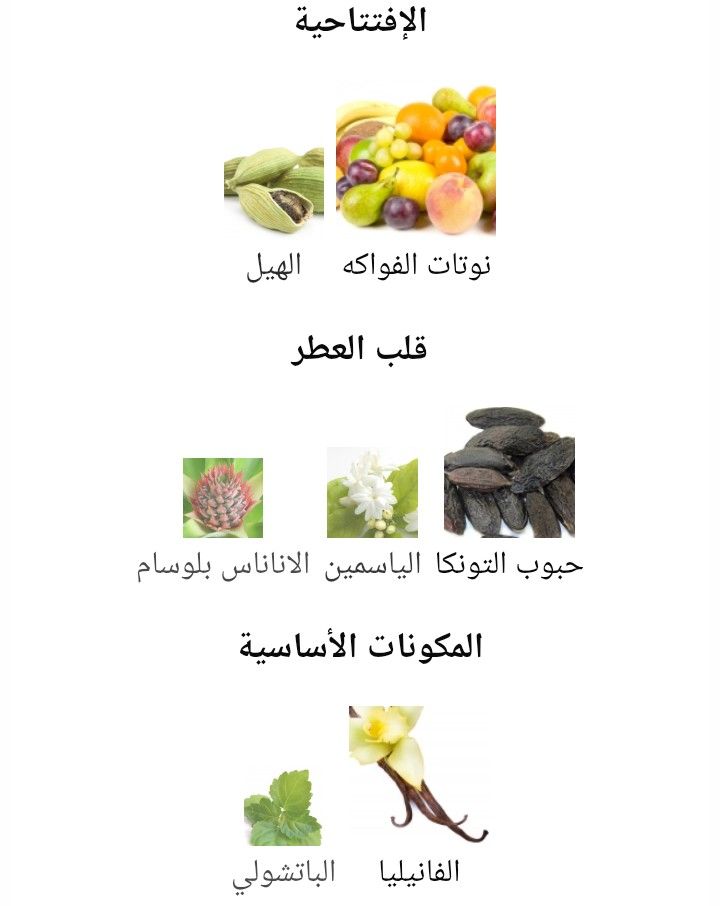 الإفتتاحية
نوتات الفواكه
الهيل
قلب العطر
حبوب التونكا
الياسمين
الاناناس بلوسام
المكونات الأساسية
الفانيليا
الباتشولي